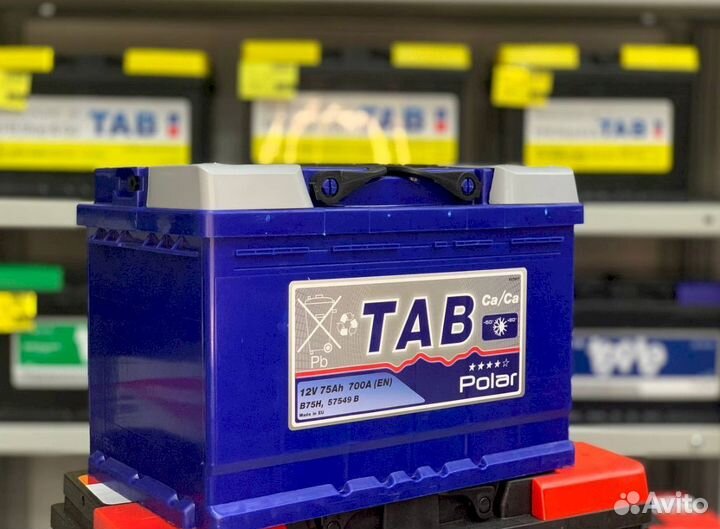 TAB
TAB
TAB
TAB
Ca/Ca
Pb
12V 75Ah 700A (EN)
B75H, 57549 B
Made in EU
Polar
Avito